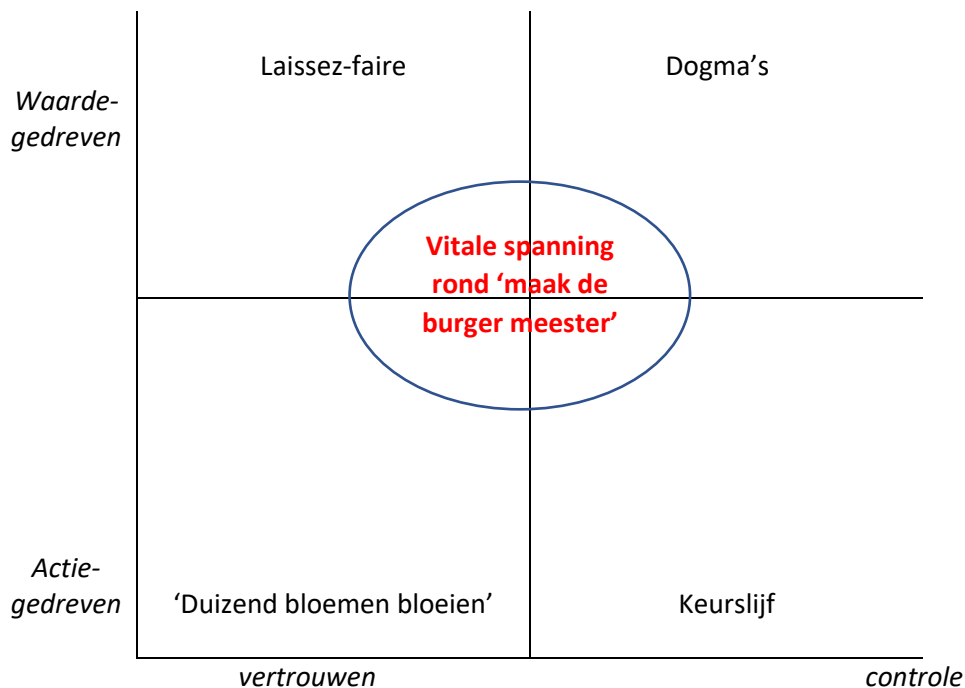 Laissez-faire
Dogma’s
Waarde-
gedreven
Vitale spanning
rond ‘maak de
burger meester’
Actie-
gedreven
‘Duizend bloemen bloeien’
Keurslijf
vertrouwen
controle